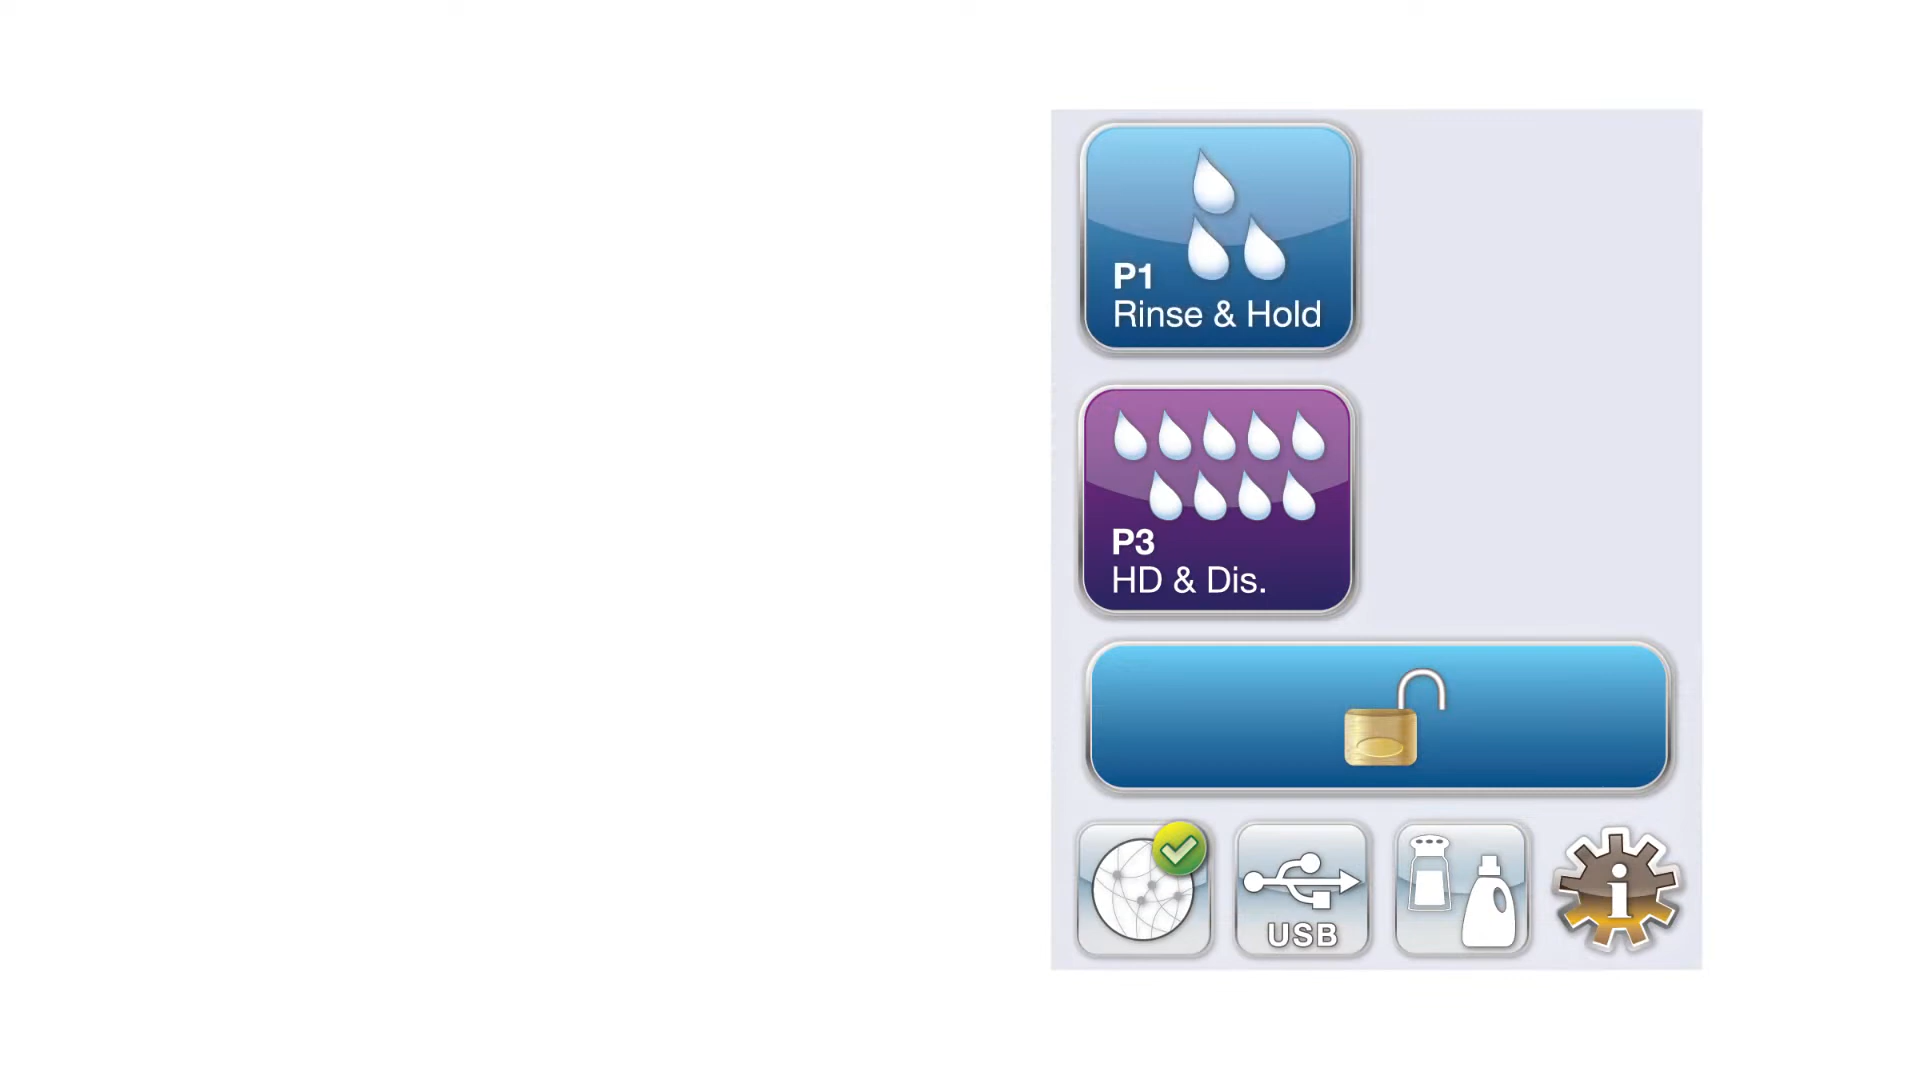 P1
Rinse & Hold
P3
HD & Dis.
USB
i